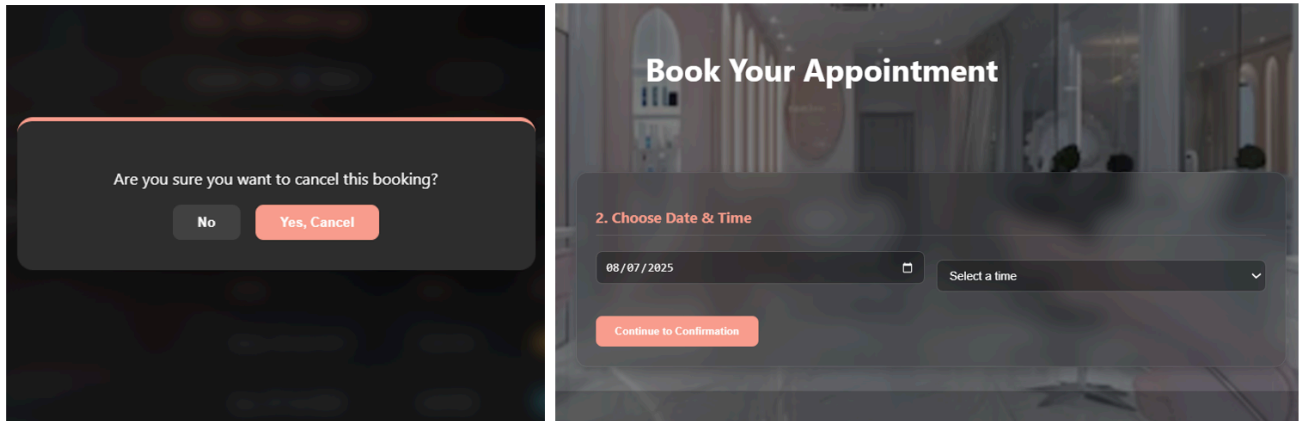 Are you sure you want to cancel this booking?
No
Yes, Cancel
Book Your Appointment
2. Choose Date & Time
08/07/2025
Select a time
Continue to Confirmation